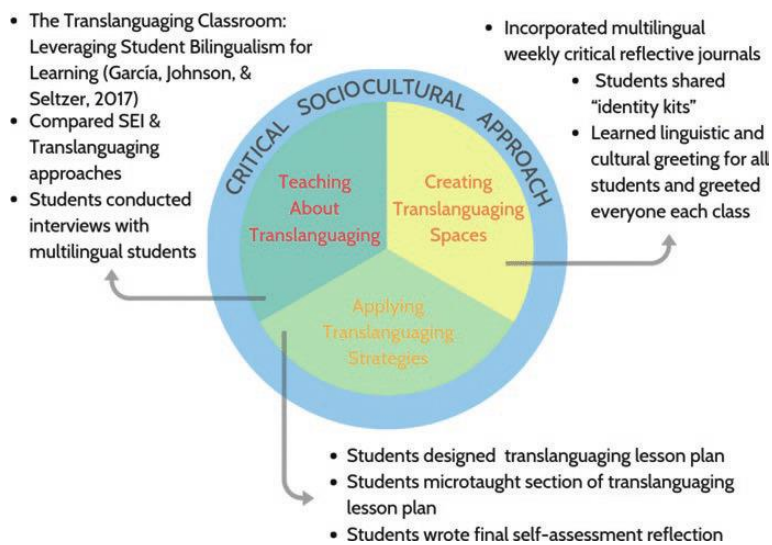 • The Translanguaging Classroom:
Leveraging Student Bilingualism for
Learning (García, Johnson, &
Seltzer, 2017)
• Compared SEI &
Translanguaging
approaches
• Students conducted
interviews with
multilingual students
• Incorporated multilingual
weekly critical reflective journals
• Students shared
"identity kits"
• Learned linguistic and
cultural greeting for all
students and greeted
everyone each class
CRITICAL SOCIOCULTURAL APPROACH
Teaching
About
Translanguaging
Creating
Translanguaging
Spaces
Applying
Translanguaging
Strategies
• Students designed translanguaging lesson plan
• Students microtaught section of translanguaging
lesson plan
• Students wrote final self-assessment reflection